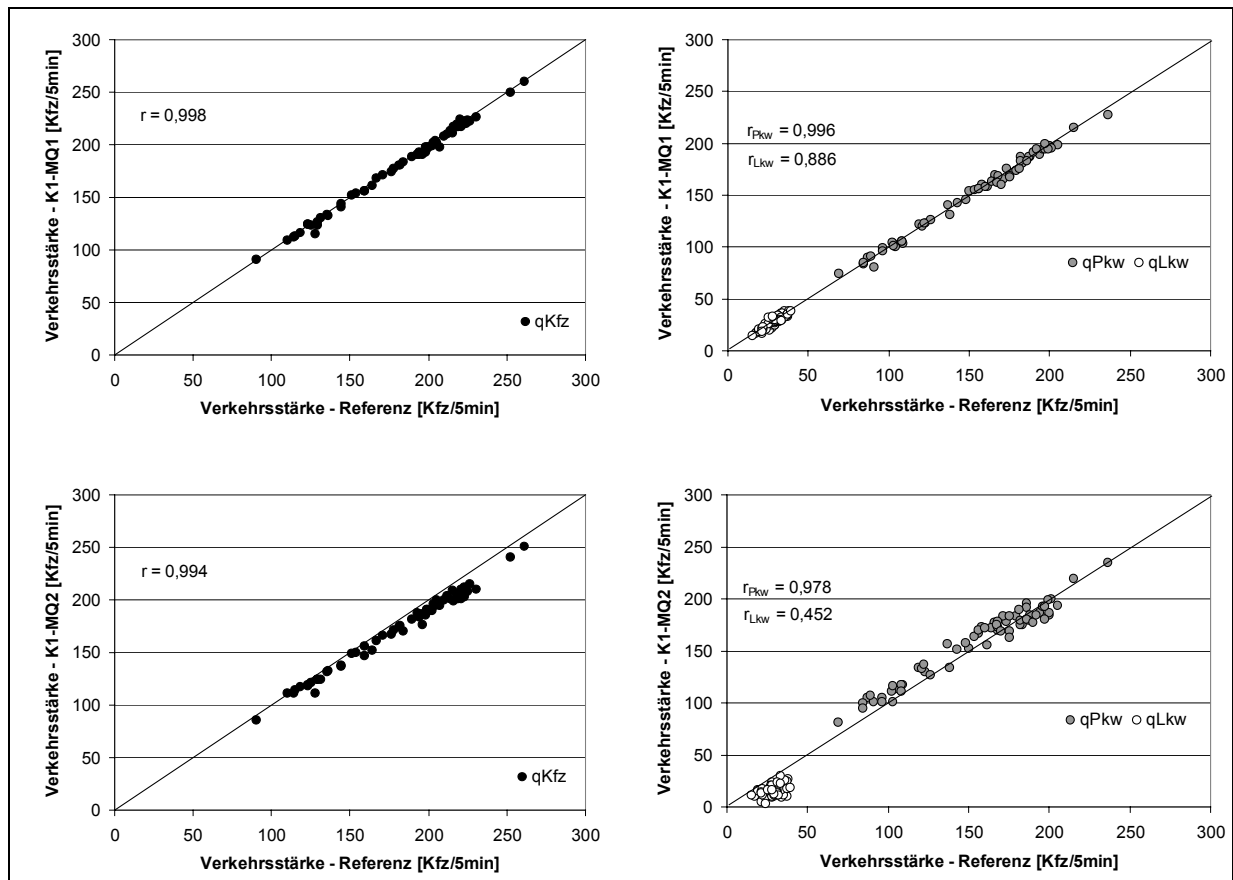 Verkehrsstärke - K1-MQ1 [Kfz/5min]
300
250
200
150
100
50
0
r = 0,998
qKfz
0 50 100 150 200 250 300
Verkehrsstärke - Referenz [Kfz/5min]
Verkehrsstärke - K1-MQ1 [Kfz/5min]
300
250
200
150
100
50
0
rPkw = 0,996
rLkw = 0,886
qPkw qLkw
0 50 100 150 200 250 300
Verkehrsstärke - Referenz [Kfz/5min]
Verkehrsstärke - K1-MQ2 [Kfz/5min]
300
250
200
150
100
50
0
r = 0,994
qKfz
0 50 100 150 200 250 300
Verkehrsstärke - Referenz [Kfz/5min]
Verkehrsstärke - K1-MQ2 [Kfz/5min]
300
250
200
150
100
50
0
rPkw = 0,978
rLkw = 0,452
qPkw qLkw
0 50 100 150 200 250 300
Verkehrsstärke - Referenz [Kfz/5min]